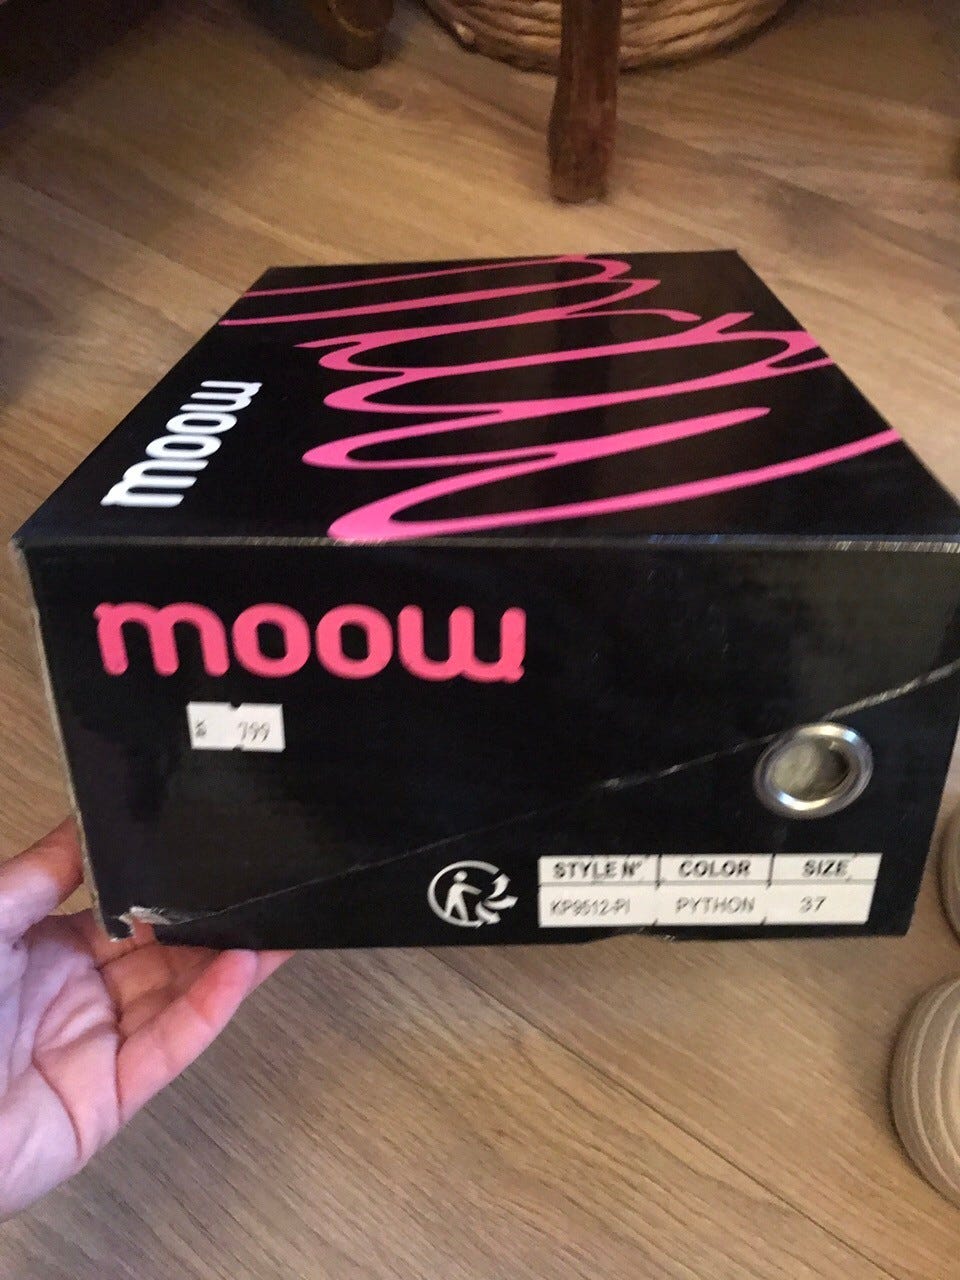 moow
moow
799
STYLE N° COLOR SIZE
KP9512-PI PYTHON 37